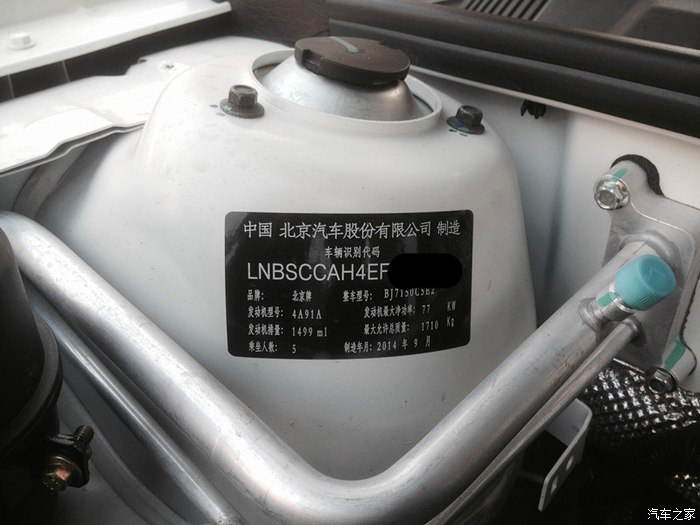 中国 北京汽车股份有限公司 制造
车辆识别代码
LNBSCCAH4EF
品牌: 北京牌 整车型号: BJ7150C5E2
发动机型号: 4A91A 发动机最大净功率: 77 KW
发动机排量: 1499 ml 最大允许总质量: 1710 Kg
乘坐人数: 5 制造年月: 2014 年 9 月
汽车之家